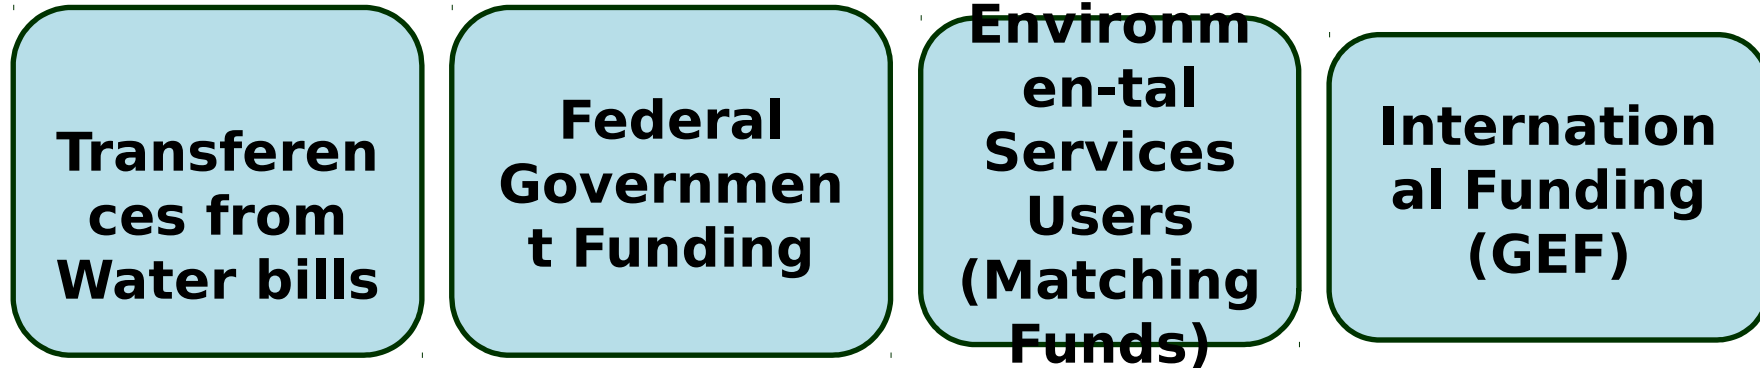 Transferen
ces from
Water bills
Federal
Governmen
t Funding
Environm
en-tal
Services
Users
(Matching
Funds)
Internation
al Funding
(GEF)